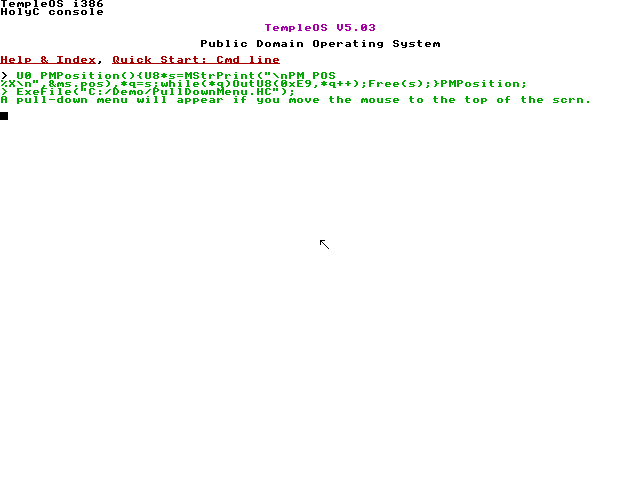 TempleOS i386
HolyC console
TempleOS V5.03
Public Domain Operating System
Help & Index, Quick Start: Cmd line
> U0 PMPosition(){U8*s=MStrPrint("\nPM_POS
%X\n",&ms.pos),*q=s;while(*q)OutU8(0xE9,*q++);Free(s);}PMPosition;
> ExeFile("C:/Demo/PullDownMenu.HC");
A pull-down menu will appear if you move the mouse to the top of the scrn.